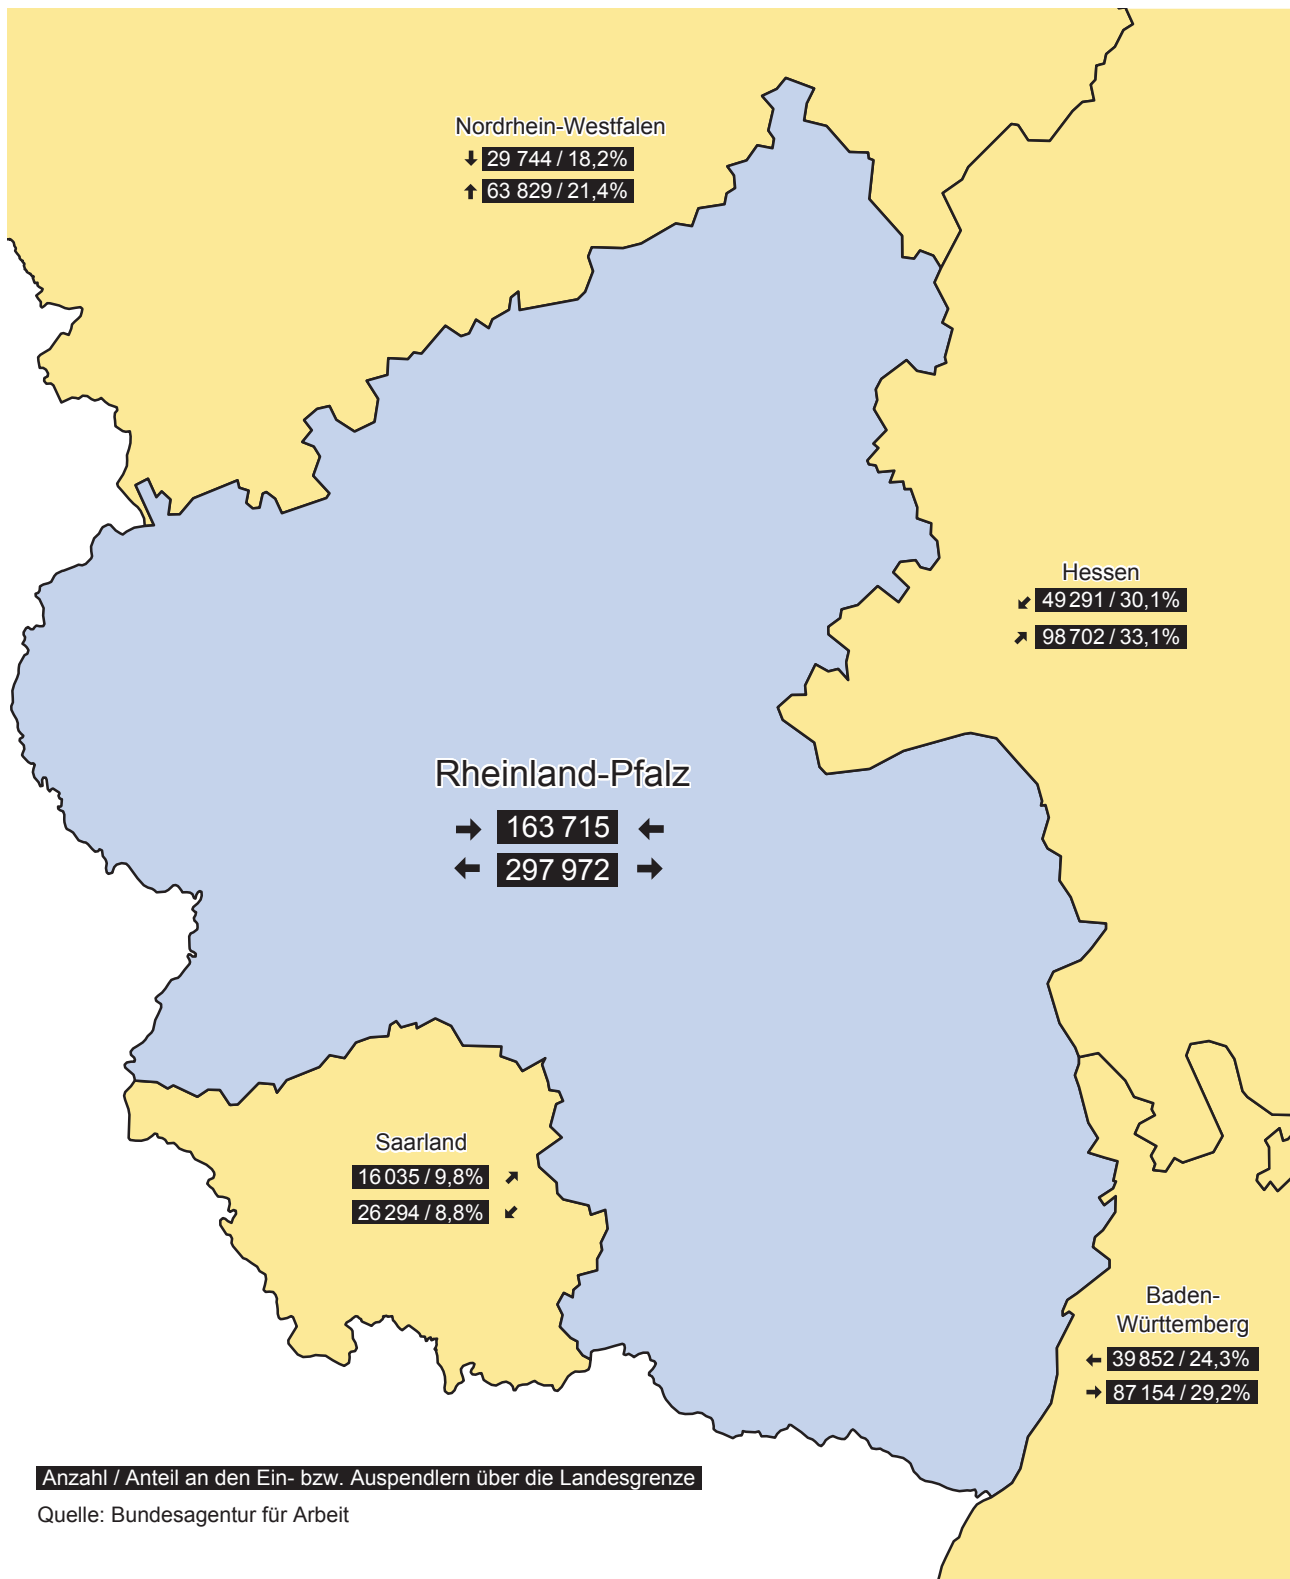 Nordrhein-Westfalen
29 744 / 18,2%
63 829 / 21,4%
Hessen
49 291 / 30,1%
98 702 / 33,1%
Rheinland-Pfalz
163 715
297 972
Saarland
16 035 / 9,8%
26 294 / 8,8%
Baden-
Württemberg
39 852 / 24,3%
87 154 / 29,2%
Anzahl / Anteil an den Ein- bzw. Auspendlern über die Landesgrenze
Quelle: Bundesagentur für Arbeit